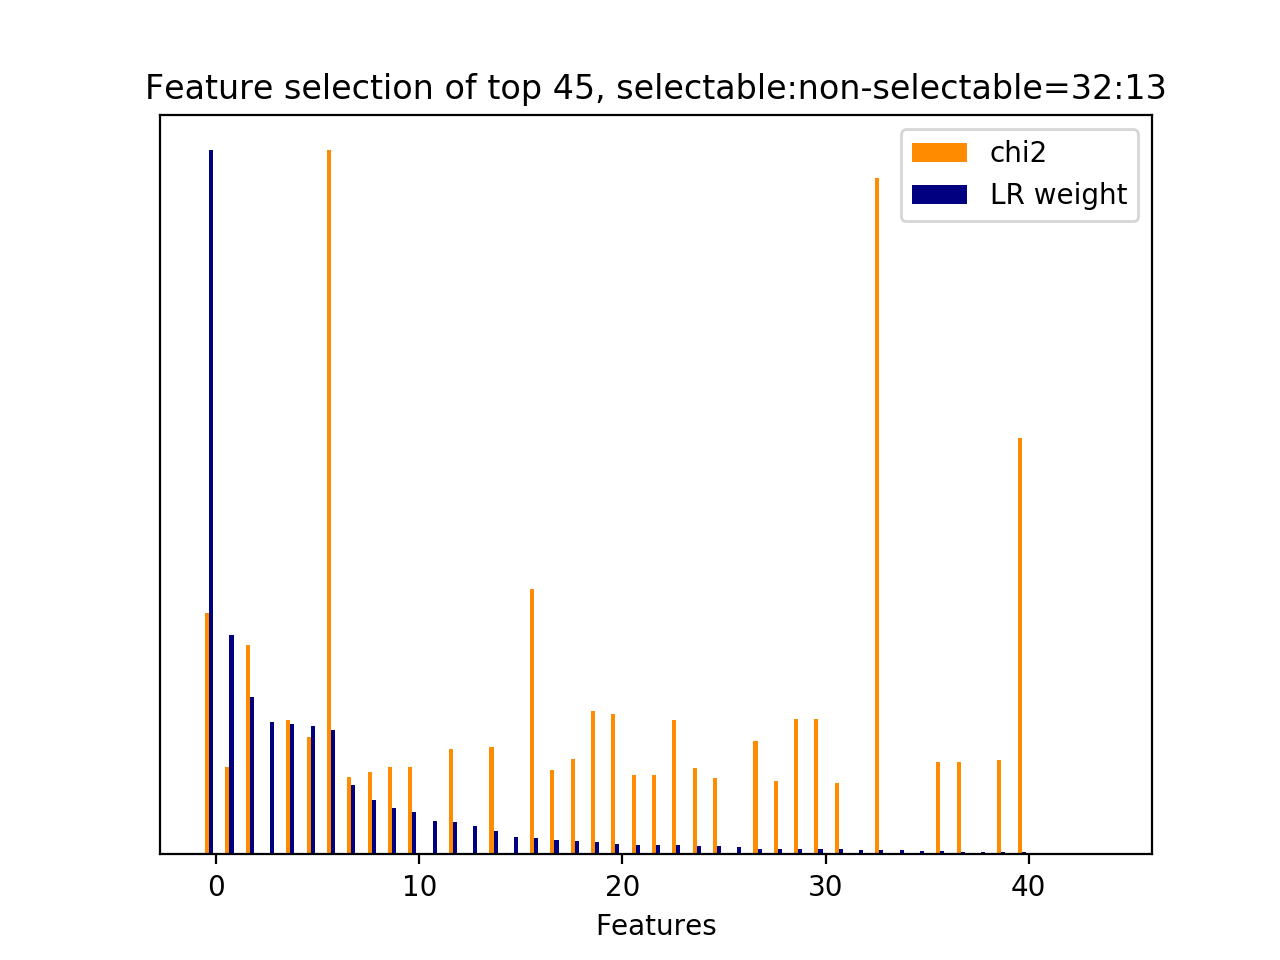 Feature selection of top 45, selectable:non-selectable=32:13
chi2
LR weight
0 10 20 30 40
Features